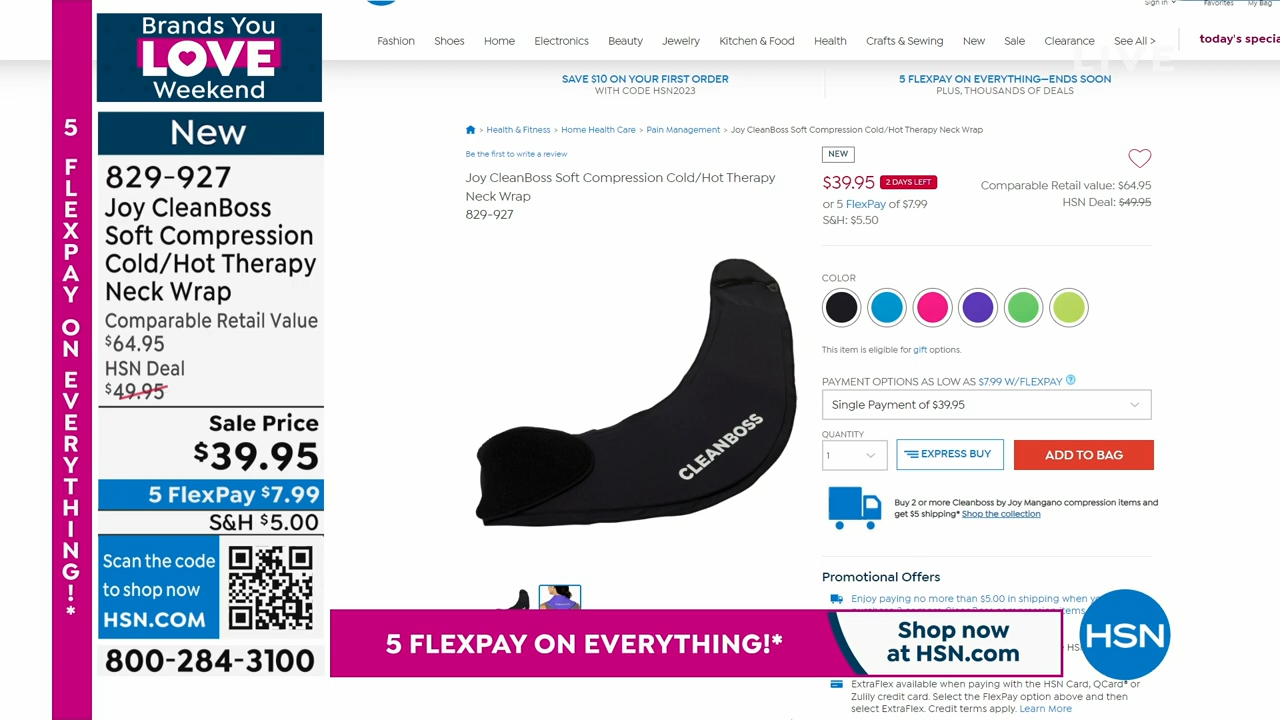 Brands You
LOVE
Weekend
5 FLEXPAY ON EVERYTHING!*
New
829-927
Joy CleanBoss
Soft Compression
Cold/Hot Therapy
Neck Wrap
Comparable Retail Value
$64.95
HSN Deal
$49.95
Sale Price
$39.95
5 FlexPay $7.99
S&H $5.00
Scan the code
to shop now
HSN.COM
800-284-3100
Sign in
Favorites
My Bag
Fashion Shoes Home Electronics Beauty Jewelry Kitchen & Food Health Crafts & Sewing New Sale Clearance See All >
today's specia
LIVE
SAVE $10 ON YOUR FIRST ORDER
WITH CODE HSN2023
5 FLEXPAY ON EVERYTHING—ENDS SOON
PLUS, THOUSANDS OF DEALS
> Health & Fitness > Home Health Care > Pain Management > Joy CleanBoss Soft Compression Cold/Hot Therapy Neck Wrap
Be the first to write a review
Joy CleanBoss Soft Compression Cold/Hot Therapy
Neck Wrap
829-927
CLEANBOSS
NEW
$39.95 2 DAYS LEFT
or 5 FlexPay of $7.99
S&H: $5.50
Comparable Retail value: $64.95
HSN Deal: $49.95
COLOR
This item is eligible for gift options.
PAYMENT OPTIONS AS LOW AS $7.99 W/FLEXPAY ?
Single Payment of $39.95
QUANTITY
1
EXPRESS BUY
ADD TO BAG
Buy 2 or more Cleanboss by Joy Mangano compression items and
get $5 shipping* Shop the collection
Promotional Offers
Enjoy paying no more than $5.00 in shipping when
5 FLEXPAY ON EVERYTHING!*
Shop now
at HSN.com
HSN
ExtraFlex available when paying with the HSN Card, QCard® or
Zulily credit card. Select the FlexPay option above and then
select ExtraFlex. Credit terms apply. Learn More